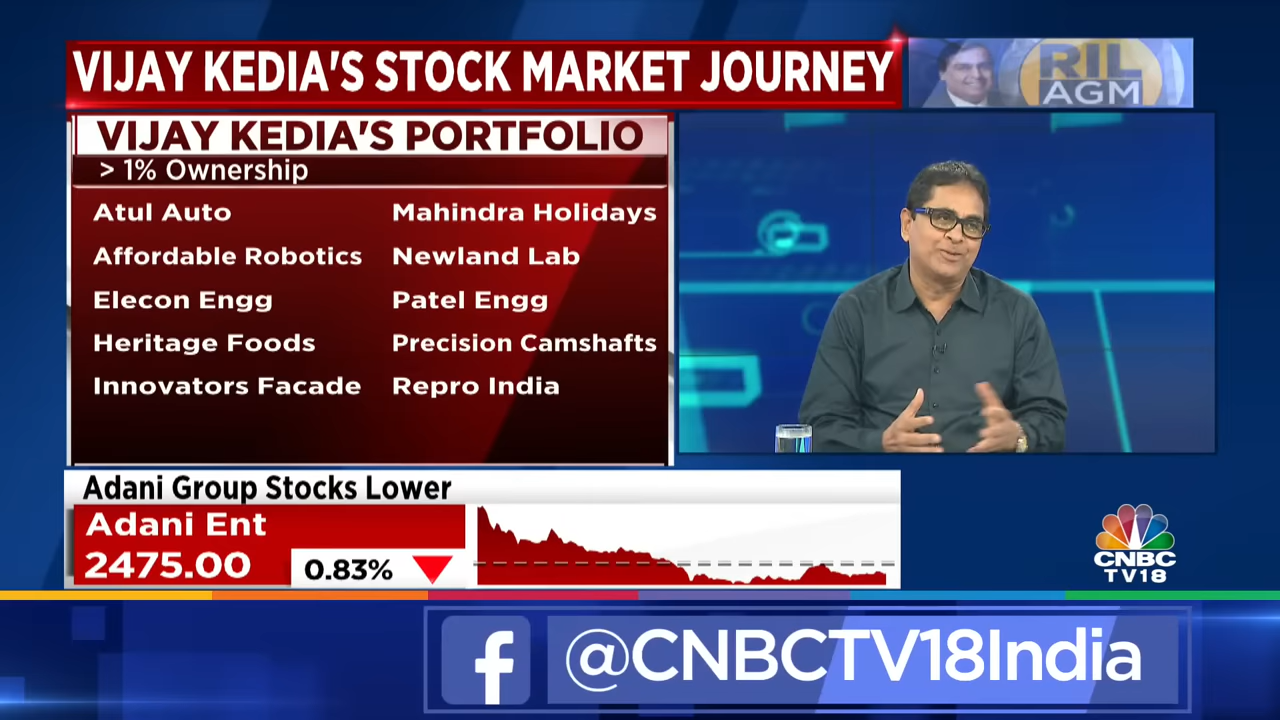 VIJAY KEDIA'S STOCK MARKET JOURNEY
RIL
AGM
VIJAY KEDIA'S PORTFOLIO
> 1% Ownership
Atul Auto
Mahindra Holidays
Affordable Robotics
Newland Lab
Elecon Engg
Patel Engg
Heritage Foods
Precision Camshafts
Innovators Facade
Repro India
Adani Group Stocks Lower
Adani Ent
2475.00
0.83%
CNBC
TV18
f
@CNBCTV18India